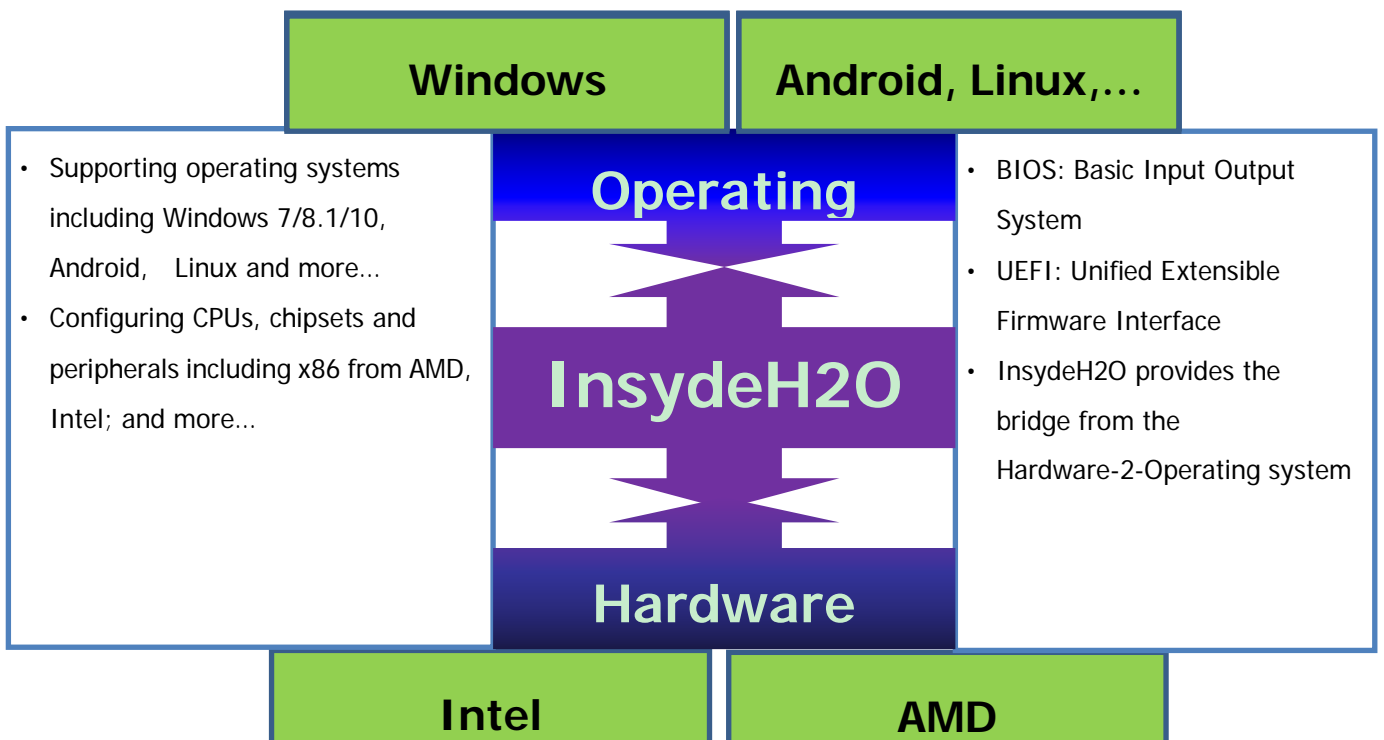 Windows
Android, Linux,...
• Supporting operating systems
including Windows 7/8.1/10,
Android, Linux and more...
• Configuring CPUs, chipsets and
peripherals including x86 from AMD,
Intel; and more...
Operating
InsydeH2O
Hardware
• BIOS: Basic Input Output
System
• UEFI: Unified Extensible
Firmware Interface
• InsydeH2O provides the
bridge from the
Hardware-2-Operating system
Intel
AMD